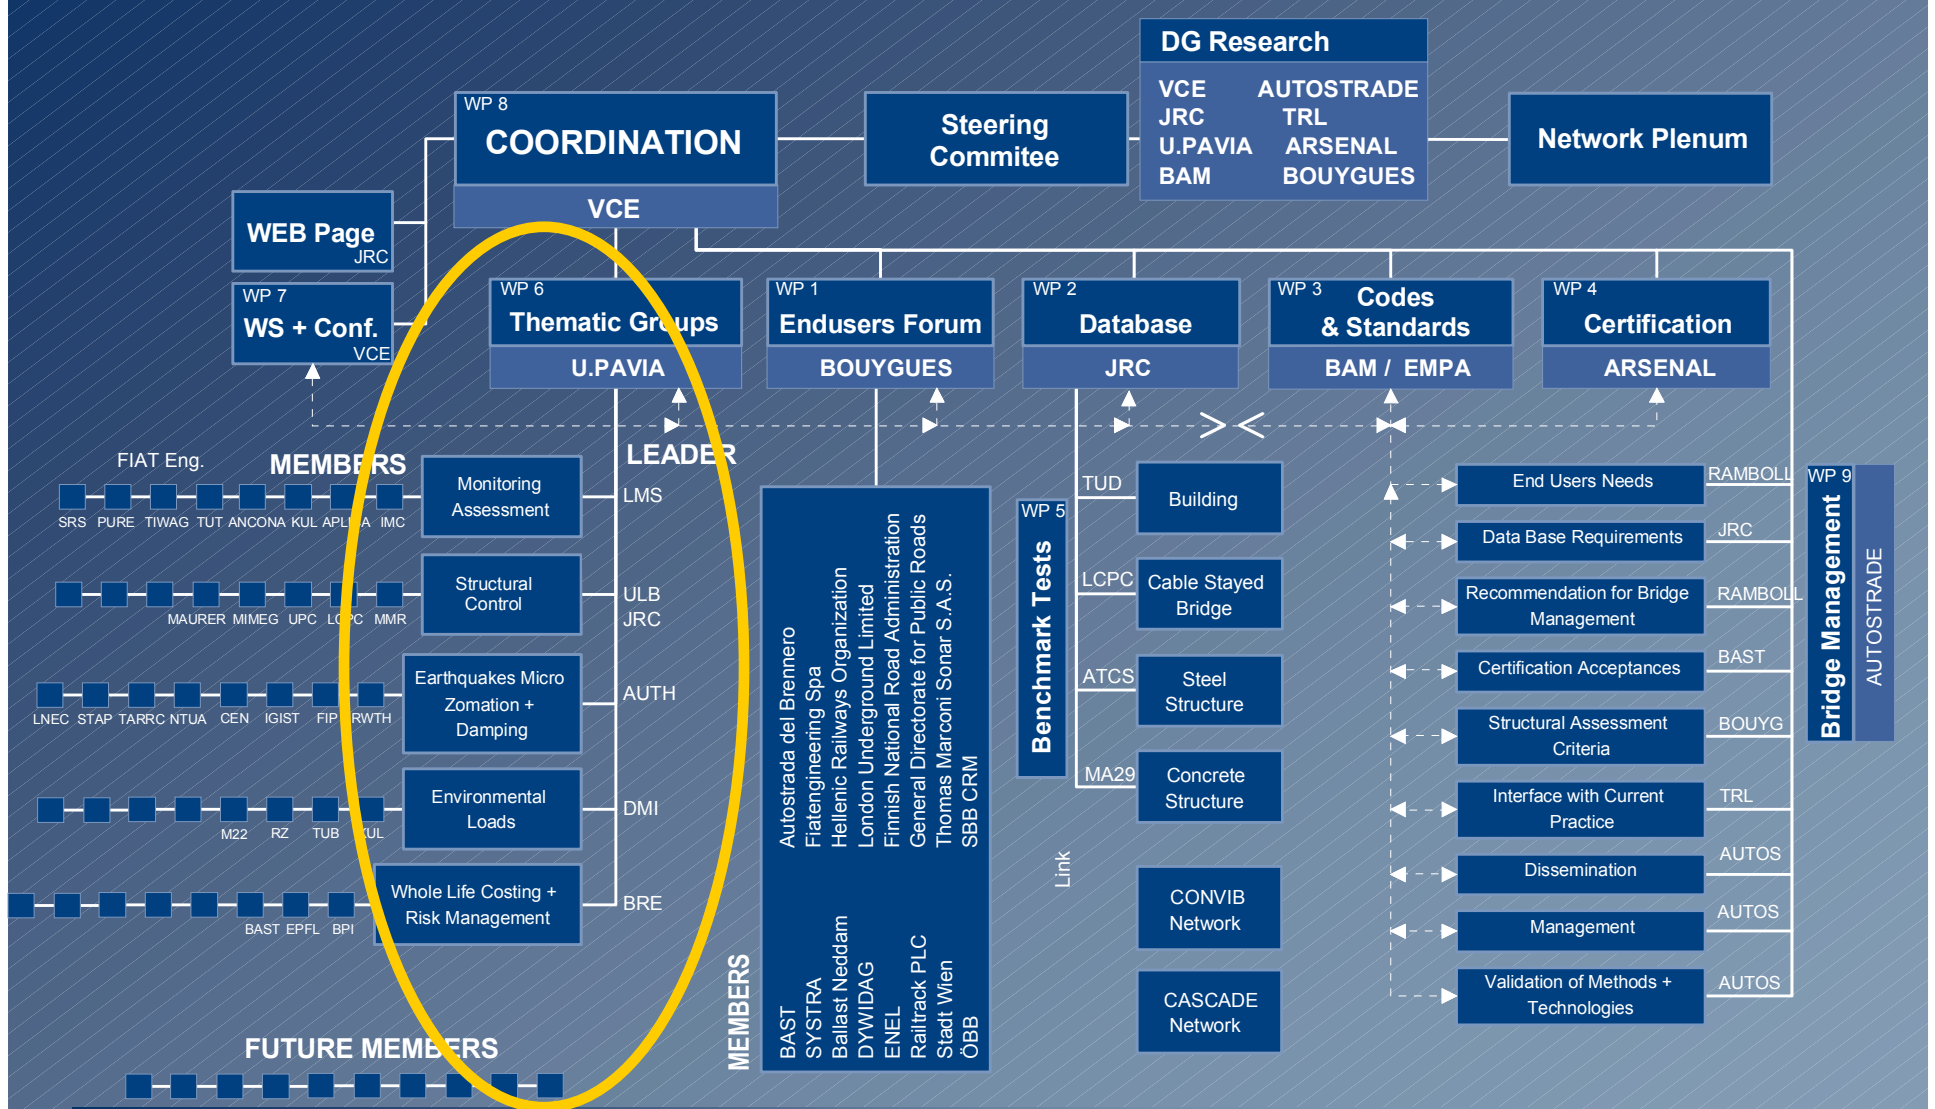 DG Research
VCE AUTOSTRADE
JRC TRL
U.PAVIA ARSENAL
BAM BOUYGUES
WP 8
COORDINATION
VCE
Steering
Commitee
Network Plenum
WEB Page
JRC
WP 7
WS + Conf.
VCE
WP 6
Thematic Groups
U.PAVIA
WP 1
Endusers Forum
BOUYGUES
WP 2
Database
JRC
WP 3
Codes
& Standards
BAM / EMPA
WP 4
Certification
ARSENAL
FIAT Eng.
MEMBERS
LEADER
Monitoring
Assessment
LMS
SRS PURE TIWAG TUT ANCONA KUL IMC
Structural
Control
ULB
JRC
MAURER MIMEG UPC LCPC MMR
Earthquakes Micro
Zomation +
Damping
AUTH
LNEC STAP TARRC NTUA CEN IGIST FIP RWTH
Environmental
Loads
DMI
M22 RZ TUB KUL
Whole Life Costing +
Risk Management
BRE
BAST EPFL BPI
FUTURE MEMBERS
MEMBERS
Autostrada del Brennero
Fiatengineering Spa
Hellenic Railways Organization
London Underground Limited
Finnish National Road Administration
General Directorate for Public Roads
Thomas Marconi Sonar S.A.S.
SBB CRM
BAST
SYSTRA
Ballast Neddam
DYWIDAG
ENEL
Railtrack PLC
Stadt Wien
ÖBB
WP 5
Benchmark Tests
TUD
Building
LCPC
Cable Stayed
Bridge
ATCS
Steel
Structure
MA29
Concrete
Structure
Link
CONVIB
Network
CASCADE
Network
End Users Needs
RAMBOLL
Data Base Requirements
JRC
Recommendation for Bridge
Management
RAMBOLL
Certification Acceptances
BAST
Structural Assessment
Criteria
BOUYG
Interface with Current
Practice
TRL
Dissemination
AUTOS
Management
AUTOS
Validation of Methods +
Technologies
AUTOS
WP 9
Bridge Management
AUTOSTRADE